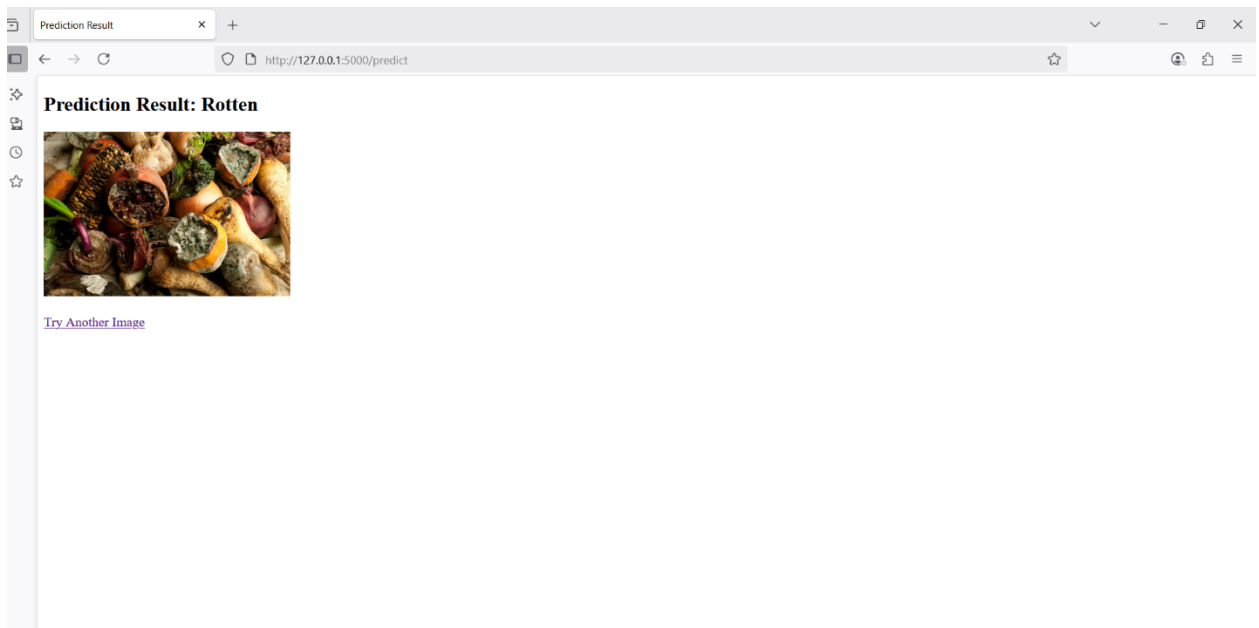 Prediction Result
http://127.0.0.1:5000/predict
Prediction Result: Rotten
Try Another Image